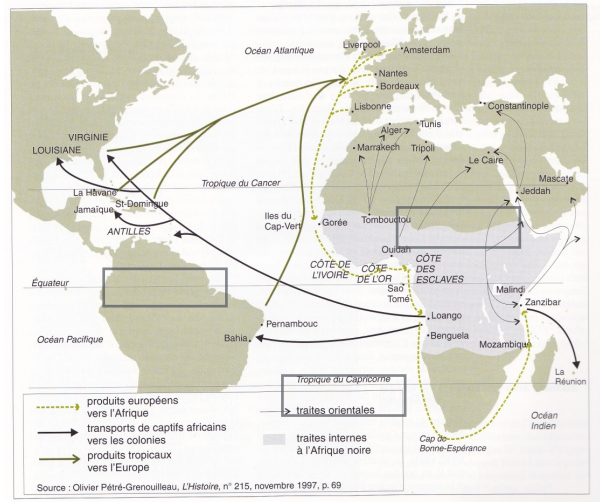 Océan Atlantique
Liverpool
Amsterdam
Nantes
Bordeaux
Lisbonne
Constantinople
Alger
Tunis
Marrakech
Tripoli
Le Caire
Mascate
Jeddah
VIRGINIE
LOUISIANE
Tropique du Cancer
La Havane
St-Domingue
Jamaïque
ANTILLES
Iles du
Cap-Vert
Gorée
Tombouctou
Ouidah
CÔTE DE
L'IVOIRE
CÔTE
DE L'OR
CÔTE
DES
ESCLAVES
Sao
Tomé
Équateur
Malindi
Zanzibar
Loango
Pernambouc
Océan Pacifique
Bahia
Benguela
Mozambique
La
Réunion
Tropique du Capricorne
Océan
Indien
Cap de
Bonne-Espérance
produits européens
vers l'Afrique
transports de captifs africains
vers les colonies
produits tropicaux
vers l'Europe
traites orientales
traites internes
à l'Afrique noire
Source : Olivier Pétré-Grenouilleau, L'Histoire, n° 215, novembre 1997, p. 69